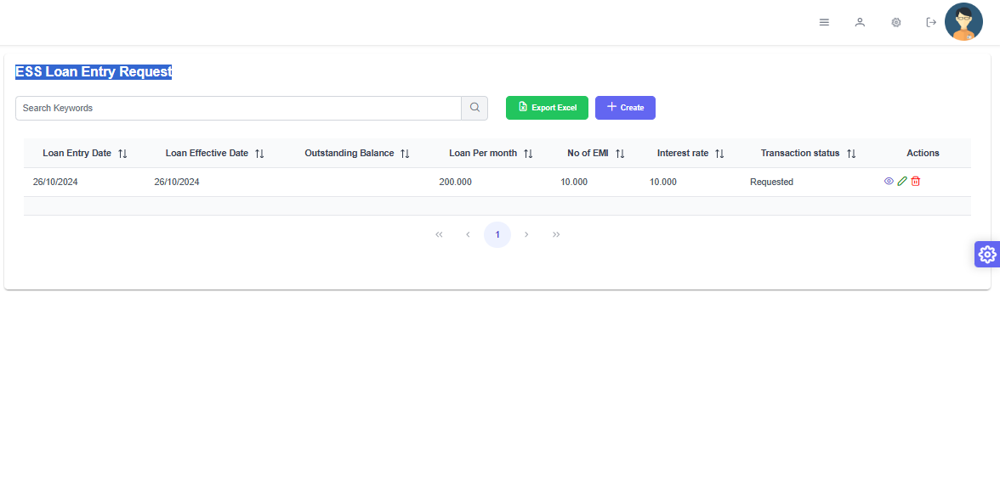 ESS Loan Entry Request
Search Keywords
Export Excel
Create
Loan Entry Date Loan Effective Date Outstanding Balance Loan Per month No of EMI Interest rate Transaction status Actions
26/10/2024 26/10/2024 200.000 10.000 10.000 Requested
1